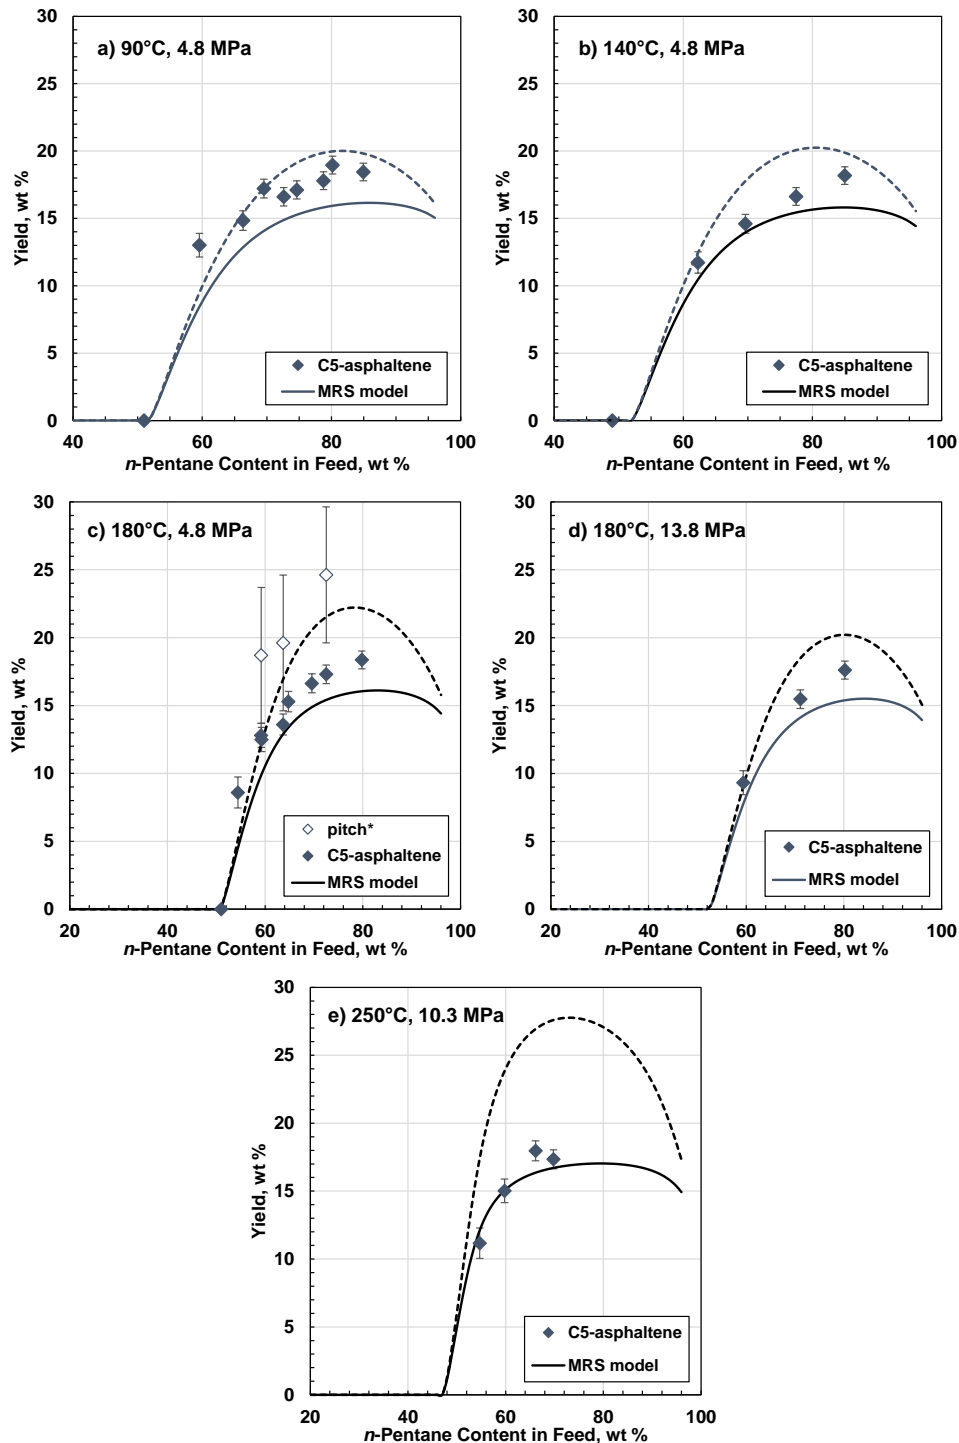 a) 90°C, 4.8 MPa
Yield, wt %
30
25
20
15
10
5
0
C5-asphaltene
MRS model
40 60 80 100
n-Pentane Content in Feed, wt %
b) 140°C, 4.8 MPa
Yield, wt %
30
25
20
15
10
5
0
C5-asphaltene
MRS model
40 60 80 100
n-Pentane Content in Feed, wt %
c) 180°C, 4.8 MPa
Yield, wt %
30
25
20
15
10
5
0
pitch*
C5-asphaltene
MRS model
20 40 60 80 100
n-Pentane Content in Feed, wt %
d) 180°C, 13.8 MPa
Yield, wt %
30
25
20
15
10
5
0
C5-asphaltene
MRS model
20 40 60 80 100
n-Pentane Content in Feed, wt %
e) 250°C, 10.3 MPa
Yield, wt %
30
25
20
15
10
5
0
C5-asphaltene
MRS model
20 40 60 80 100
n-Pentane Content in Feed, wt %